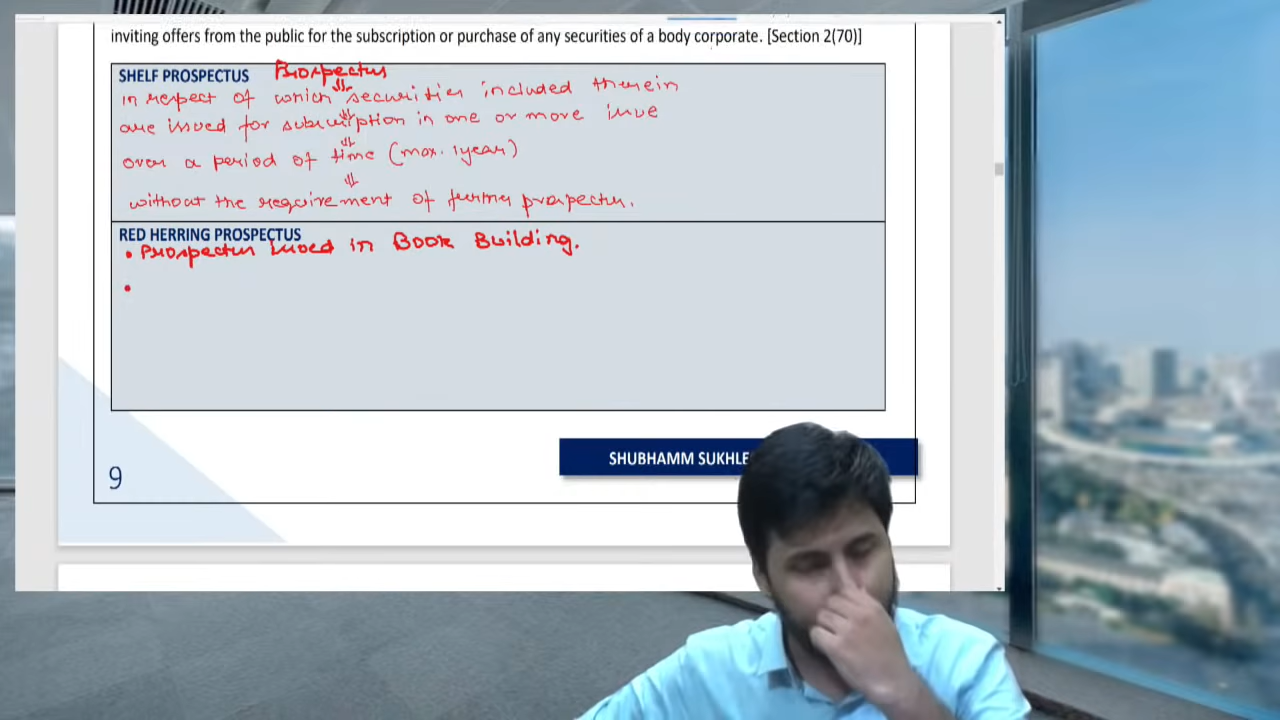 inviting offers from the public for the subscription or purchase of any securities of a body corporate. [Section 2(70)]
SHELF PROSPECTUS Prospectus
in respect of which securities included therein
are issued for subscription in one or more issue
over a period of time (max. 1year)
without the requirement of further prospectus.
RED HERRING PROSPECTUS
• Prospectus issued in Book Building.
•
SHUBHAMM SUKHLE
9